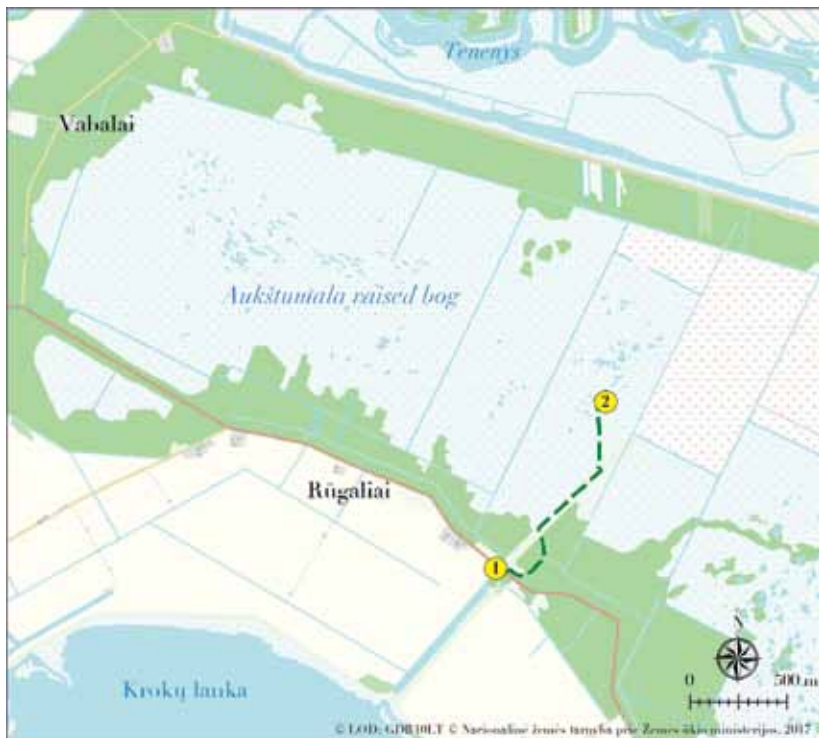 Tenenys
Vabalai
Aukštumala raised bog
2
Rūgaliai
1
N
0 500 m
Krokų lanka
© LOD; GDR10LT © Nacionalinė žemės tarnyba prie Žemės ūkio ministerijos, 2017